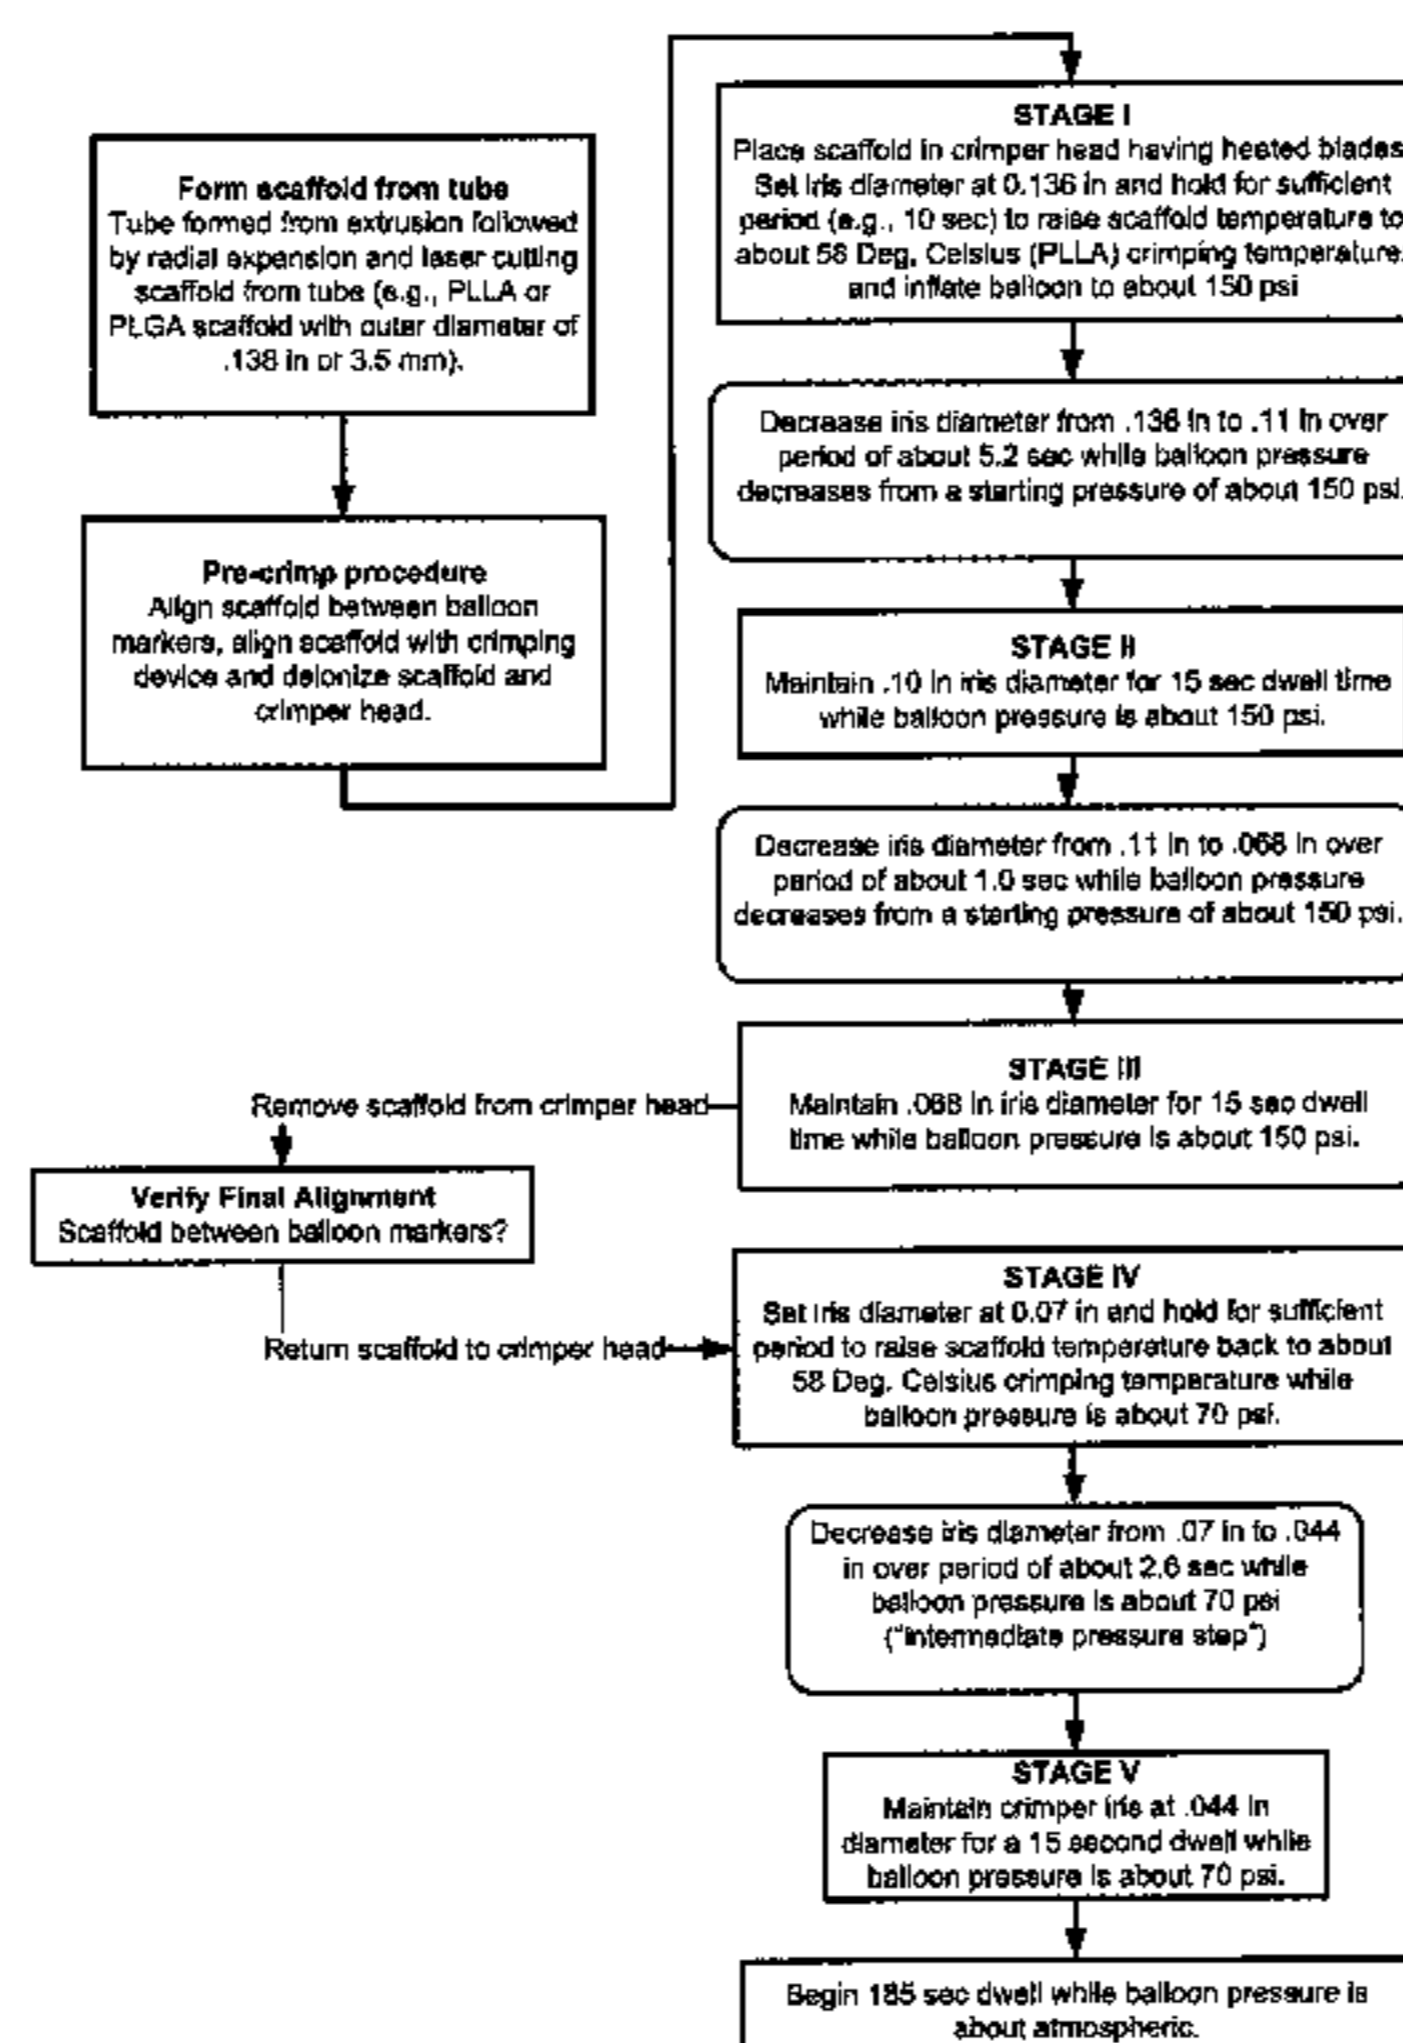 Form scaffold from tube
Tube formed from extrusion followed
by radial expansion and laser cutting
scaffold from tube (e.g., PLLA or
PLGA scaffold with outer diameter of
.138 in or 3.5 mm).
Pre-crimp procedure
Align scaffold between balloon
markers, align scaffold with crimping
device and deionize scaffold and
crimper head.
STAGE I
Place scaffold in crimper head having heated blades.
Set iris diameter at 0.136 in and hold for sufficient
period (e.g., 10 sec) to raise scaffold temperature to
about 58 Deg. Celsius (PLLA) crimping temperature.
and inflate balloon to about 150 psi
Decrease iris diameter from .136 in to .11 in over
period of about 5.2 sec while balloon pressure
decreases from a starting pressure of about 150 psi.
STAGE II
Maintain .10 in iris diameter for 15 sec dwell time
while balloon pressure is about 150 psi.
Decrease iris diameter from .11 in to .068 in over
period of about 1.0 sec while balloon pressure
decreases from a starting pressure of about 150 psi.
STAGE III
Maintain .068 in iris diameter for 15 sec dwell
time while balloon pressure is about 150 psi.
Remove scaffold from crimper head
Verify Final Alignment
Scaffold between balloon markers?
Return scaffold to crimper head
STAGE IV
Set iris diameter at 0.07 in and hold for sufficient
period to raise scaffold temperature back to about
58 Deg. Celsius crimping temperature while
balloon pressure is about 70 psi.
Decrease iris diameter from .07 in to .044
in over period of about 2.6 sec while
balloon pressure is about 70 psi
("intermediate pressure step")
STAGE V
Maintain crimper iris at .044 in
diameter for a 15 second dwell while
balloon pressure is about 70 psi.
Begin 185 sec dwell while balloon pressure is
about atmospheric.